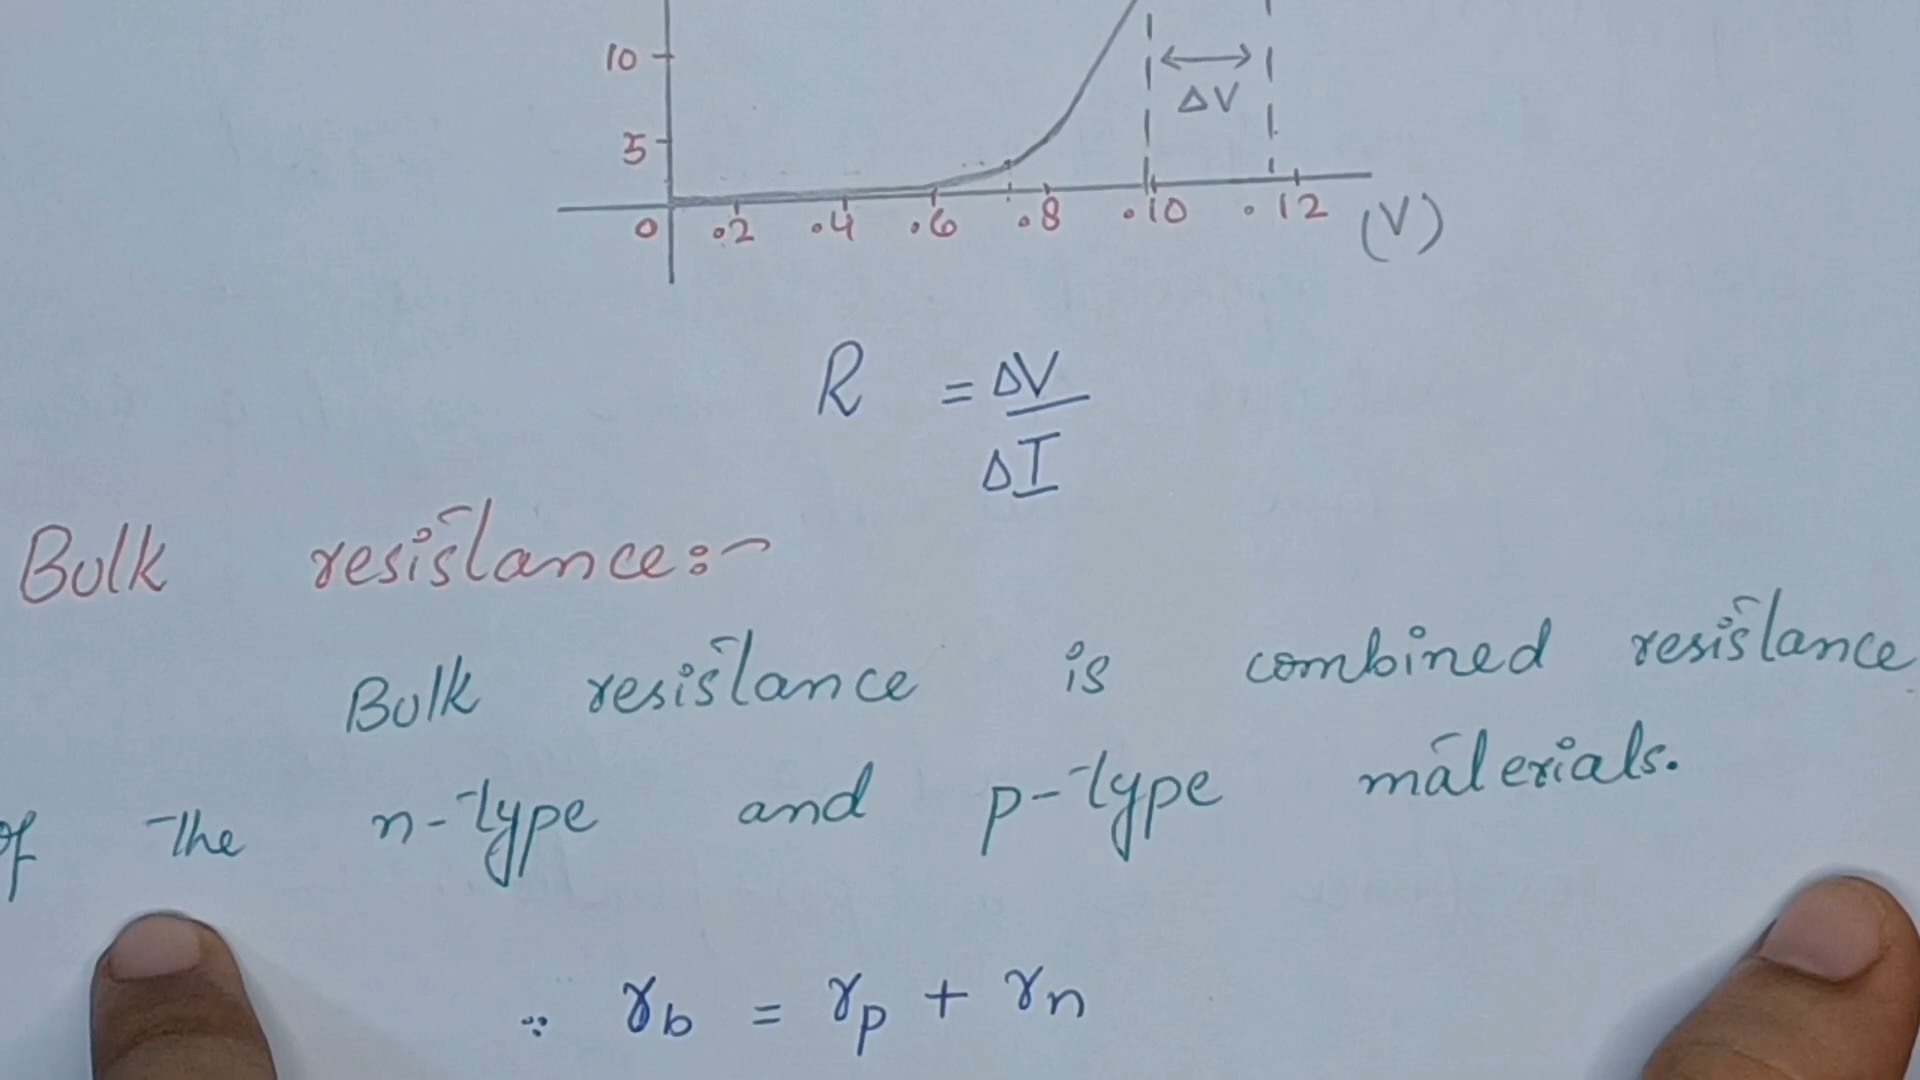 10
ΔV
5
0 .2 .4 .6 .8 .10 .12 (V)
R = ΔV
ΔI
Bulk resistance:-
Bulk resistance is combined resistance
of the n-type and p-type materials.
∵ rb = rp + rn